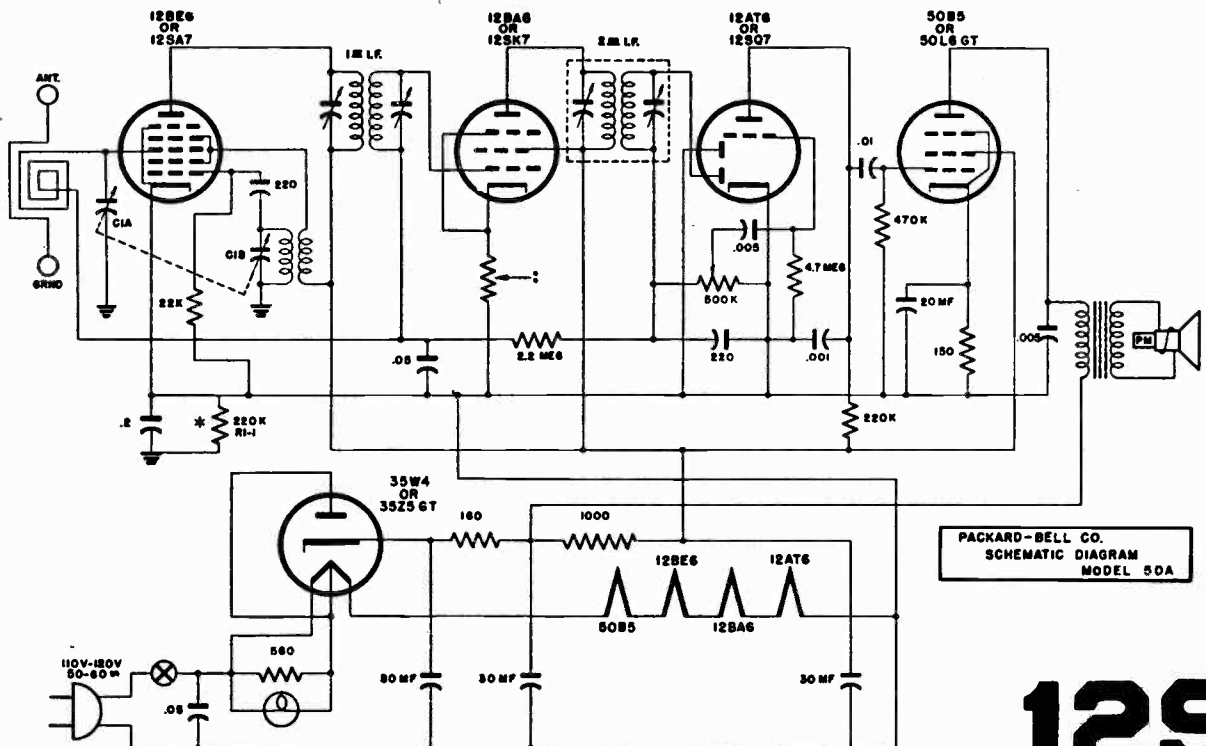 12BE6
OR
12SA7
12BA6
OR
12SK7
12AT6
OR
12SQ7
50B5
OR
50L6 GT
1st I.F.
2nd I.F.
ANT.
GRND
C1A
220
C1B
22K
.05
2.2 MEG
500K
.005
220
4.7 MEG
.001
.01
470K
20 MF
150
.005
PM
.2
*
220K
R1-1
220K
35W4
OR
35Z5 GT
160
1000
12BE6
12AT6
50B5
12BA6
PACKARD-BELL CO.
SCHEMATIC DIAGRAM
MODEL 50A
110V-120V
50-60~
560
.05
30 MF
30 MF
12S